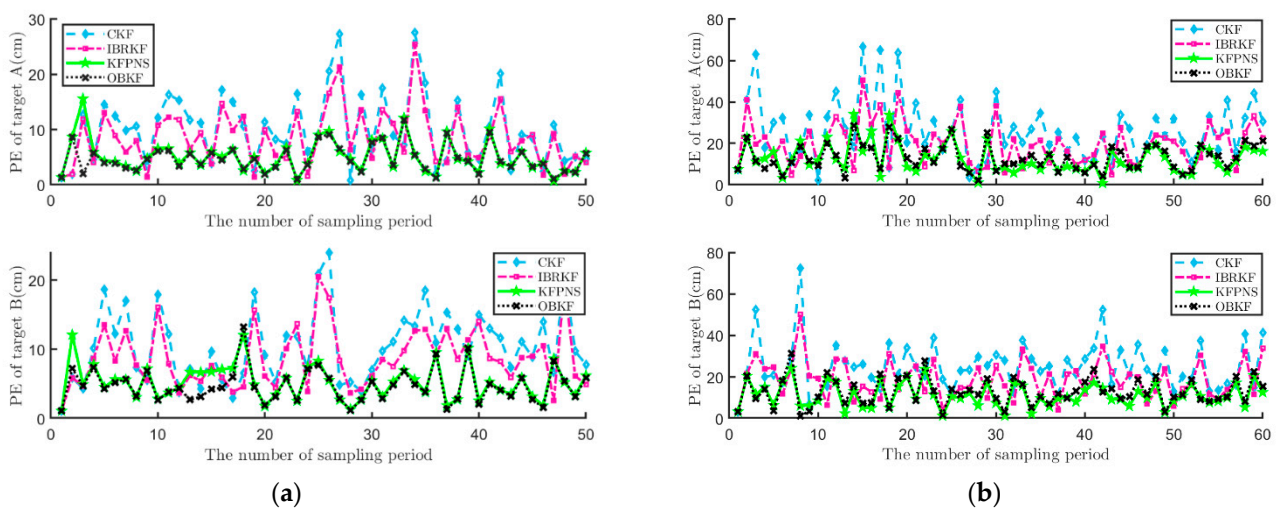 PE of target A(cm)
30
20
10
0
CKF
IBRKF
KFPNS
OBKF
0 10 20 30 40 50
The number of sampling period
PE of target B(cm)
20
10
0
CKF
IBRKF
KFPNS
OBKF
0 10 20 30 40 50
The number of sampling period
(a)
PE of target A(cm)
80
60
40
20
0
CKF
IBRKF
KFPNS
OBKF
0 10 20 30 40 50 60
The number of sampling period
PE of target B(cm)
80
60
40
20
0
CKF
IBRKF
KFPNS
OBKF
0 10 20 30 40 50 60
The number of sampling period
(b)